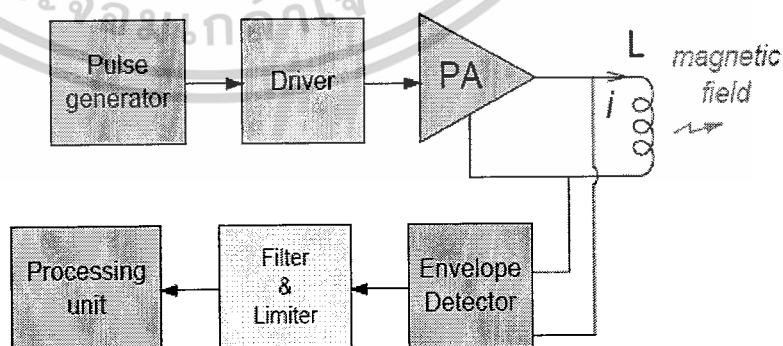 Pulse
generator
Driver
PA
L
i
magnetic
field
Processing
unit
Filter
&
Limiter
Envelope
Detector